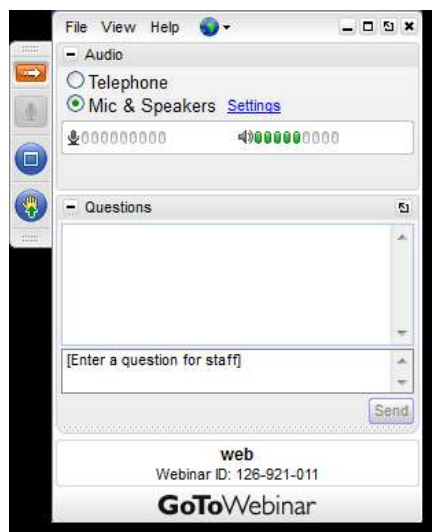 File View Help
Audio
Telephone
Mic & Speakers Settings
Questions
[Enter a question for staff]
Send
web
Webinar ID: 126-921-011
GoToWebinar